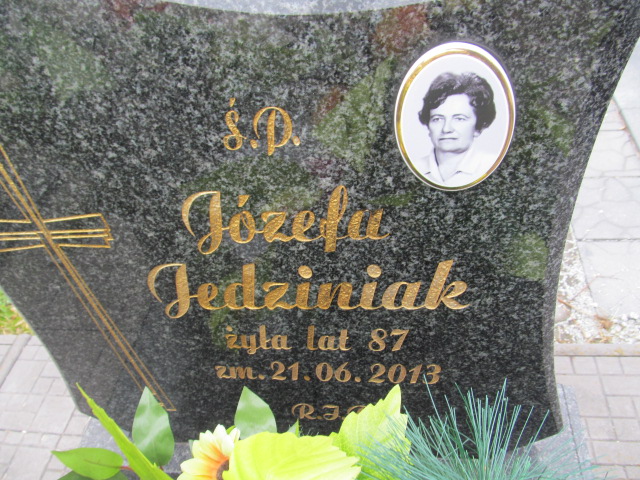 ś.p.
Józefa
Jedziniak
żyła lat 87
zm. 21.06.2013